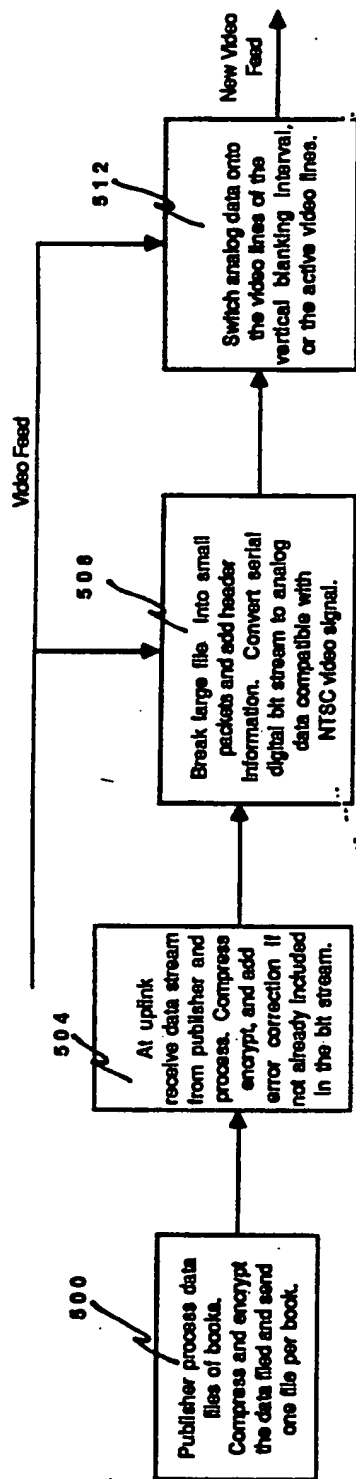 500
Publisher process data
files of books.
Compress and encrypt
the data filed and send
one file per book.
504
At uplink
receive data stream
from publisher and
process. Compress
encrypt, and add
error correction if
not already included
in the bit stream.
Video Feed
508
Break large file into small
packets and add header
information. Convert serial
digital bit stream to analog
data compatible with
NTSC video signal.
512
Switch analog data onto
the video lines of the
vertical blanking interval,
or the active video lines.
New Video
Feed